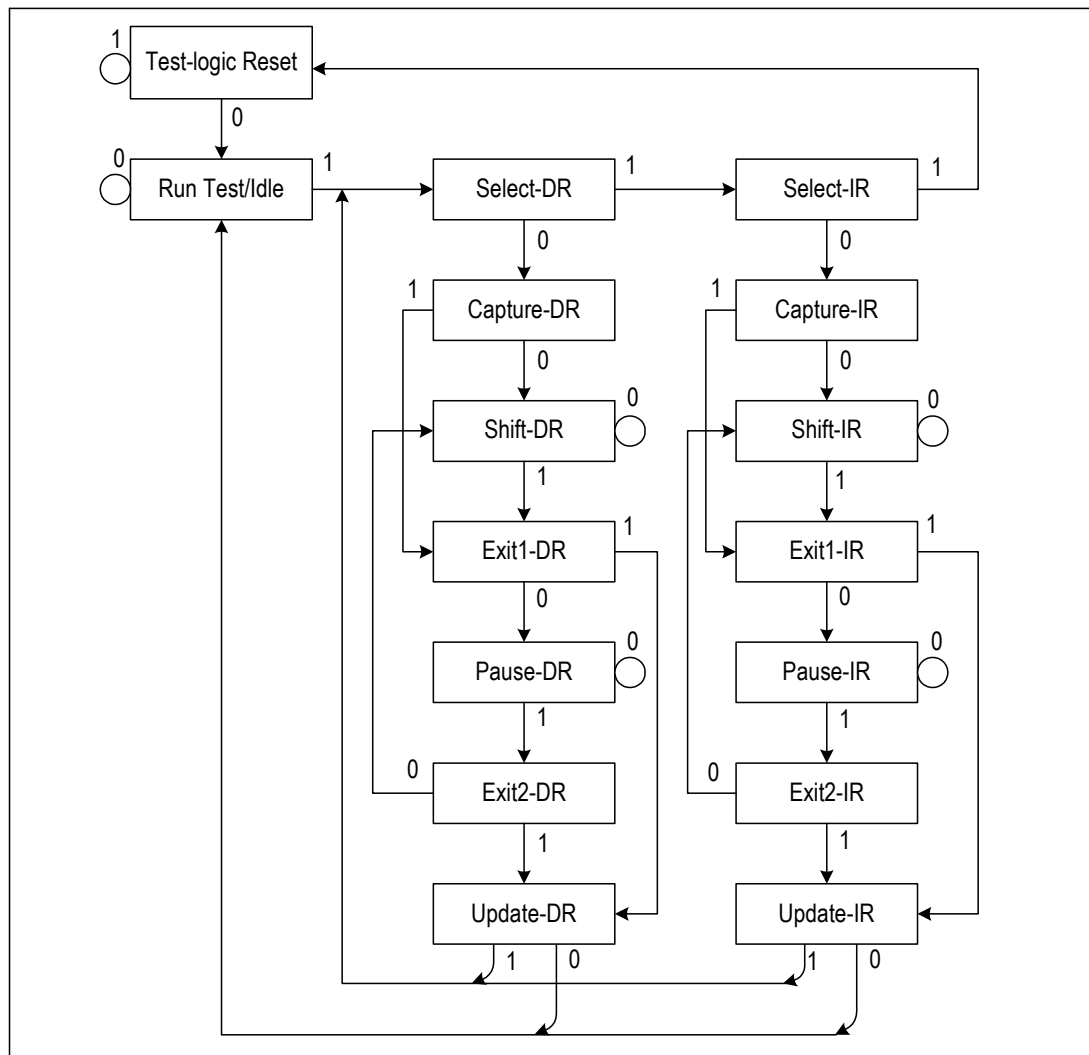 1
Test-logic Reset
0
0
Run Test/Idle
1
Select-DR
1
Select-IR
1
0
0
1
Capture-DR
1
Capture-IR
0
0
Shift-DR
0
Shift-IR
0
1
1
Exit1-DR
1
Exit1-IR
1
0
0
Pause-DR
0
Pause-IR
0
1
1
0
Exit2-DR
0
Exit2-IR
1
1
Update-DR
Update-IR
1
0
1
0